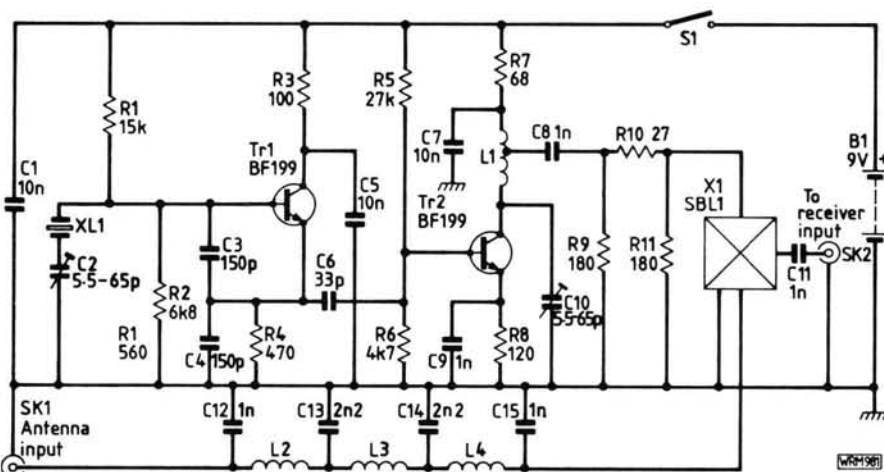 S1
R3
100
R5
27k
R7
68
R1
15k
C7
10n
C8 1n
R10 27
B1
9V
+
C1
10n
Tr1
BF199
L1
X1
SBL1
XL1
C5
10n
Tr2
BF199
To
receiver
input
C3
150p
C6
33p
R9
180
R11
180
SK2
C2
5·5-65p
R2
6k8
C11
1n
C10
5·5-65p
R1
560
C4 150p
R4
470
R6
4k7
C9 1n
R8
120
SK1
Antenna
input
C12 1n
C13 2n2
C14 2n2
C15 1n
L2
L3
L4
WRM981